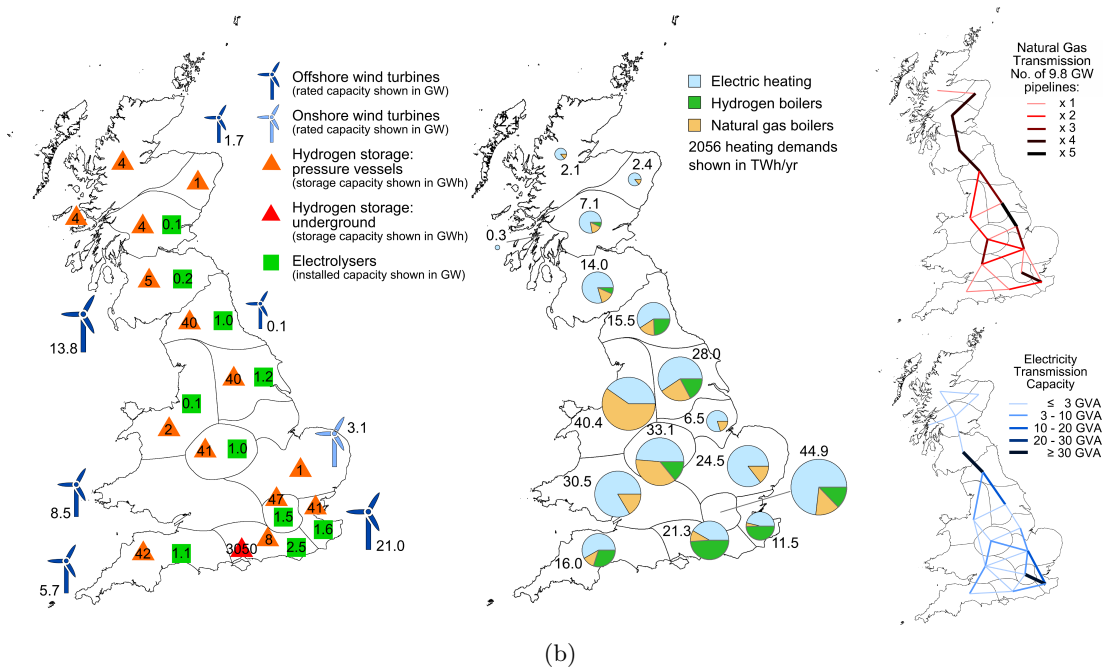 Offshore wind turbines
(rated capacity shown in GW)
Onshore wind turbines
(rated capacity shown in GW)
Hydrogen storage:
pressure vessels
(storage capacity shown in GWh)
Hydrogen storage:
underground
(storage capacity shown in GWh)
Electrolysers
(installed capacity shown in GW)
1.7
4
1
4
4
0.1
5
0.2
13.8
40
1.0
0.1
40
1.2
0.1
2
41
1.0
3.1
1
8.5
47
41
1.5
1.6
21.0
8
2.5
3050
42
1.1
5.7
Electric heating
Hydrogen boilers
Natural gas boilers
2056 heating demands
shown in TWh/yr
2.1
2.4
7.1
0.3
14.0
15.5
28.0
40.4
6.5
33.1
24.5
44.9
30.5
21.3
11.5
16.0
Natural Gas
Transmission
No. of 9.8 GW
pipelines:
x 1
x 2
x 3
x 4
x 5
Electricity
Transmission
Capacity
≤ 3 GVA
3 - 10 GVA
10 - 20 GVA
20 - 30 GVA
≥ 30 GVA
(b)